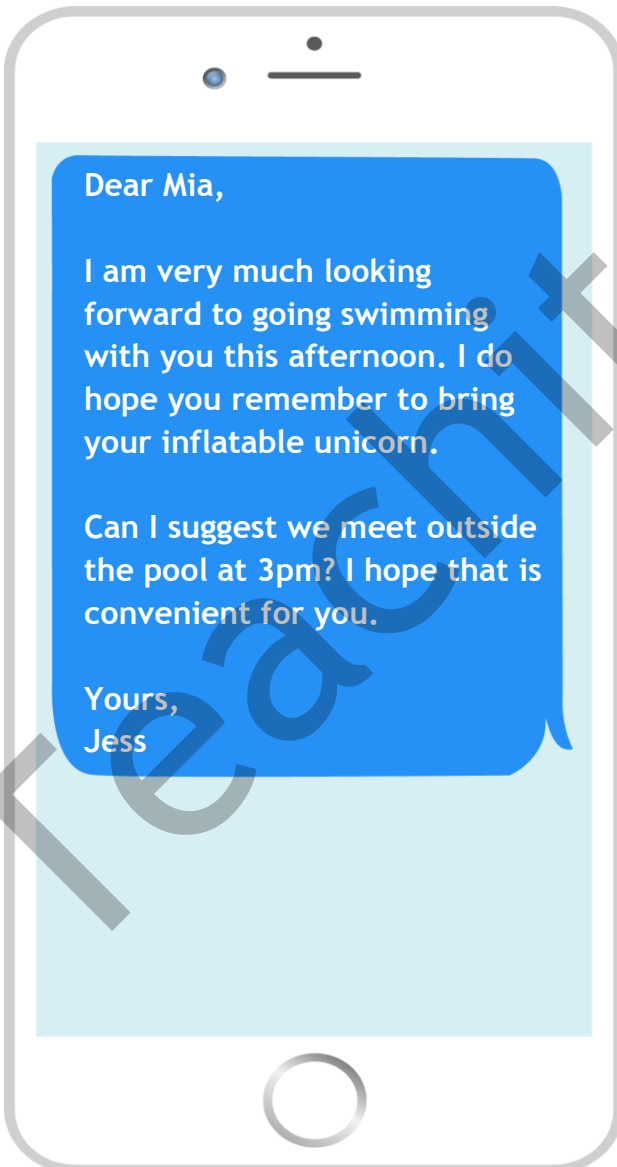 Dear Mia,
I am very much looking
forward to going swimming
with you this afternoon. I do
hope you remember to bring
your inflatable unicorn.
Can I suggest we meet outside
the pool at 3pm? I hope that is
convenient for you.
Yours,
Jess
Teachit